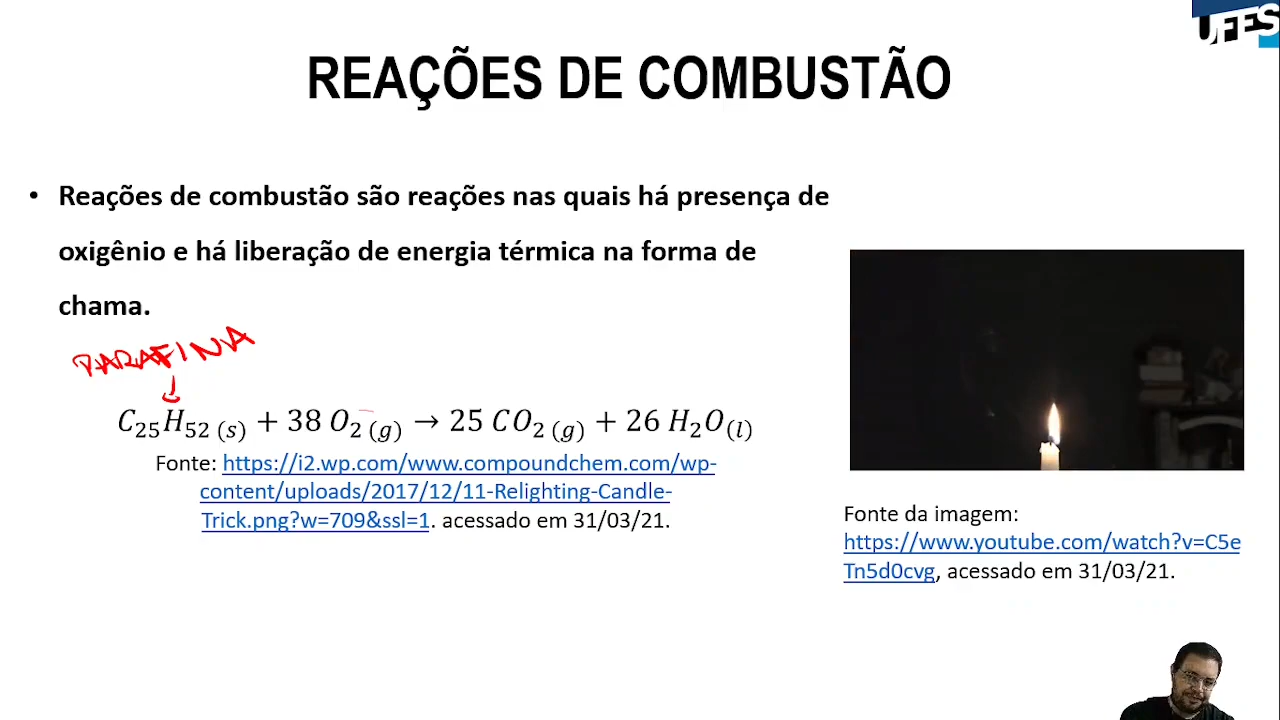 UFES
REAÇÕES DE COMBUSTÃO
• Reações de combustão são reações nas quais há presença de
oxigênio e há liberação de energia térmica na forma de
chama.
PARAFINA
C₂₅H₅₂ (s) + 38 O₂ (g) → 25 CO₂ (g) + 26 H₂O(l)
Fonte: https://i2.wp.com/www.compoundchem.com/wp-
content/uploads/2017/12/11-Relighting-Candle-
Trick.png?w=709&ssl=1. acessado em 31/03/21.
Fonte da imagem:
https://www.youtube.com/watch?v=C5e
Tn5d0cvg, acessado em 31/03/21.